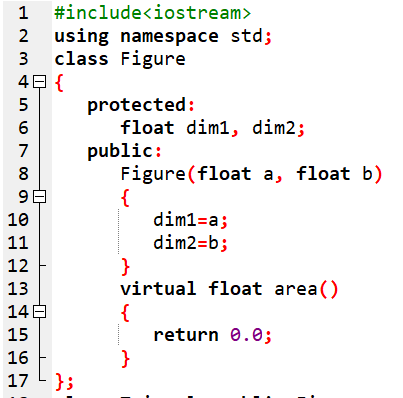 1 #include<iostream>
2 using namespace std;
3 class Figure
4 {
5 protected:
6 float dim1, dim2;
7 public:
8 Figure(float a, float b)
9 {
10 dim1=a;
11 dim2=b;
12 }
13 virtual float area()
14 {
15 return 0.0;
16 }
17 };